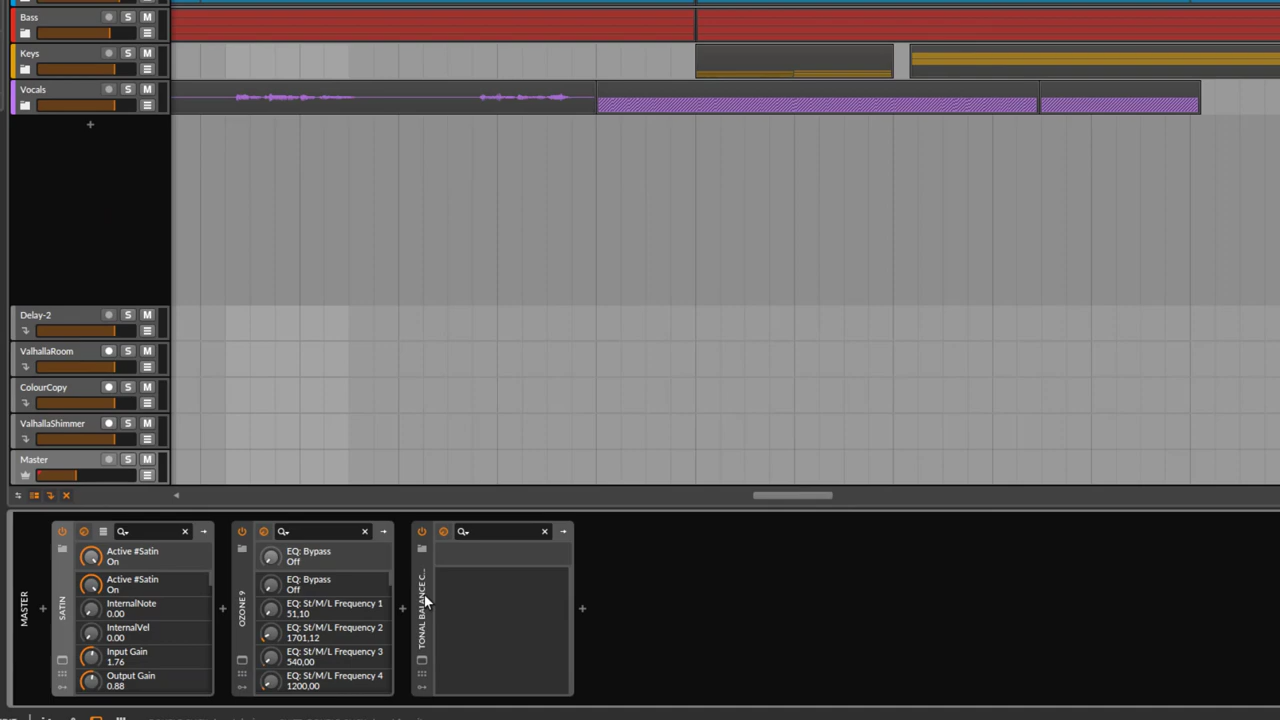 Bass S M
Keys S M
Vocals S M
Delay-2 S M
ValhallaRoom S M
ColourCopy S M
ValhallaShimmer S M
Master S M
MASTER
SATIN
Active #Satin
On
Active #Satin
On
InternalNote
0.00
InternalVel
0.00
Input Gain
1.76
Output Gain
0.88
OZONE 9
EQ: Bypass
Off
EQ: Bypass
Off
EQ: St/M/L Frequency 1
51,10
EQ: St/M/L Frequency 2
1701,12
EQ: St/M/L Frequency 3
540,00
EQ: St/M/L Frequency 4
1200,00
TONAL BALANCE C...